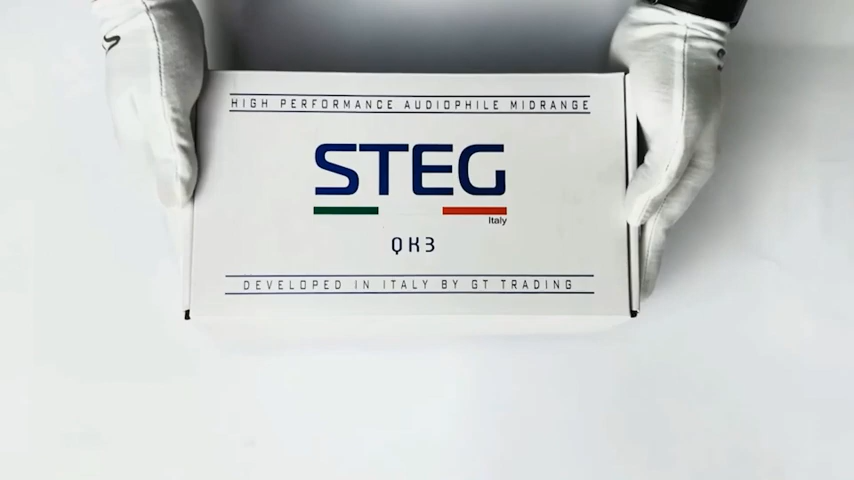 HIGH PERFORMANCE AUDIOPHILE MIDRANGE
STEG
Italy
QK3
DEVELOPED IN ITALY BY GT TRADING